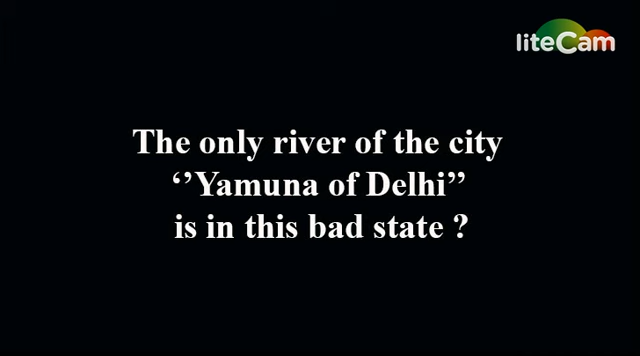 liteCam
The only river of the city
‘’Yamuna of Delhi’’
is in this bad state ?